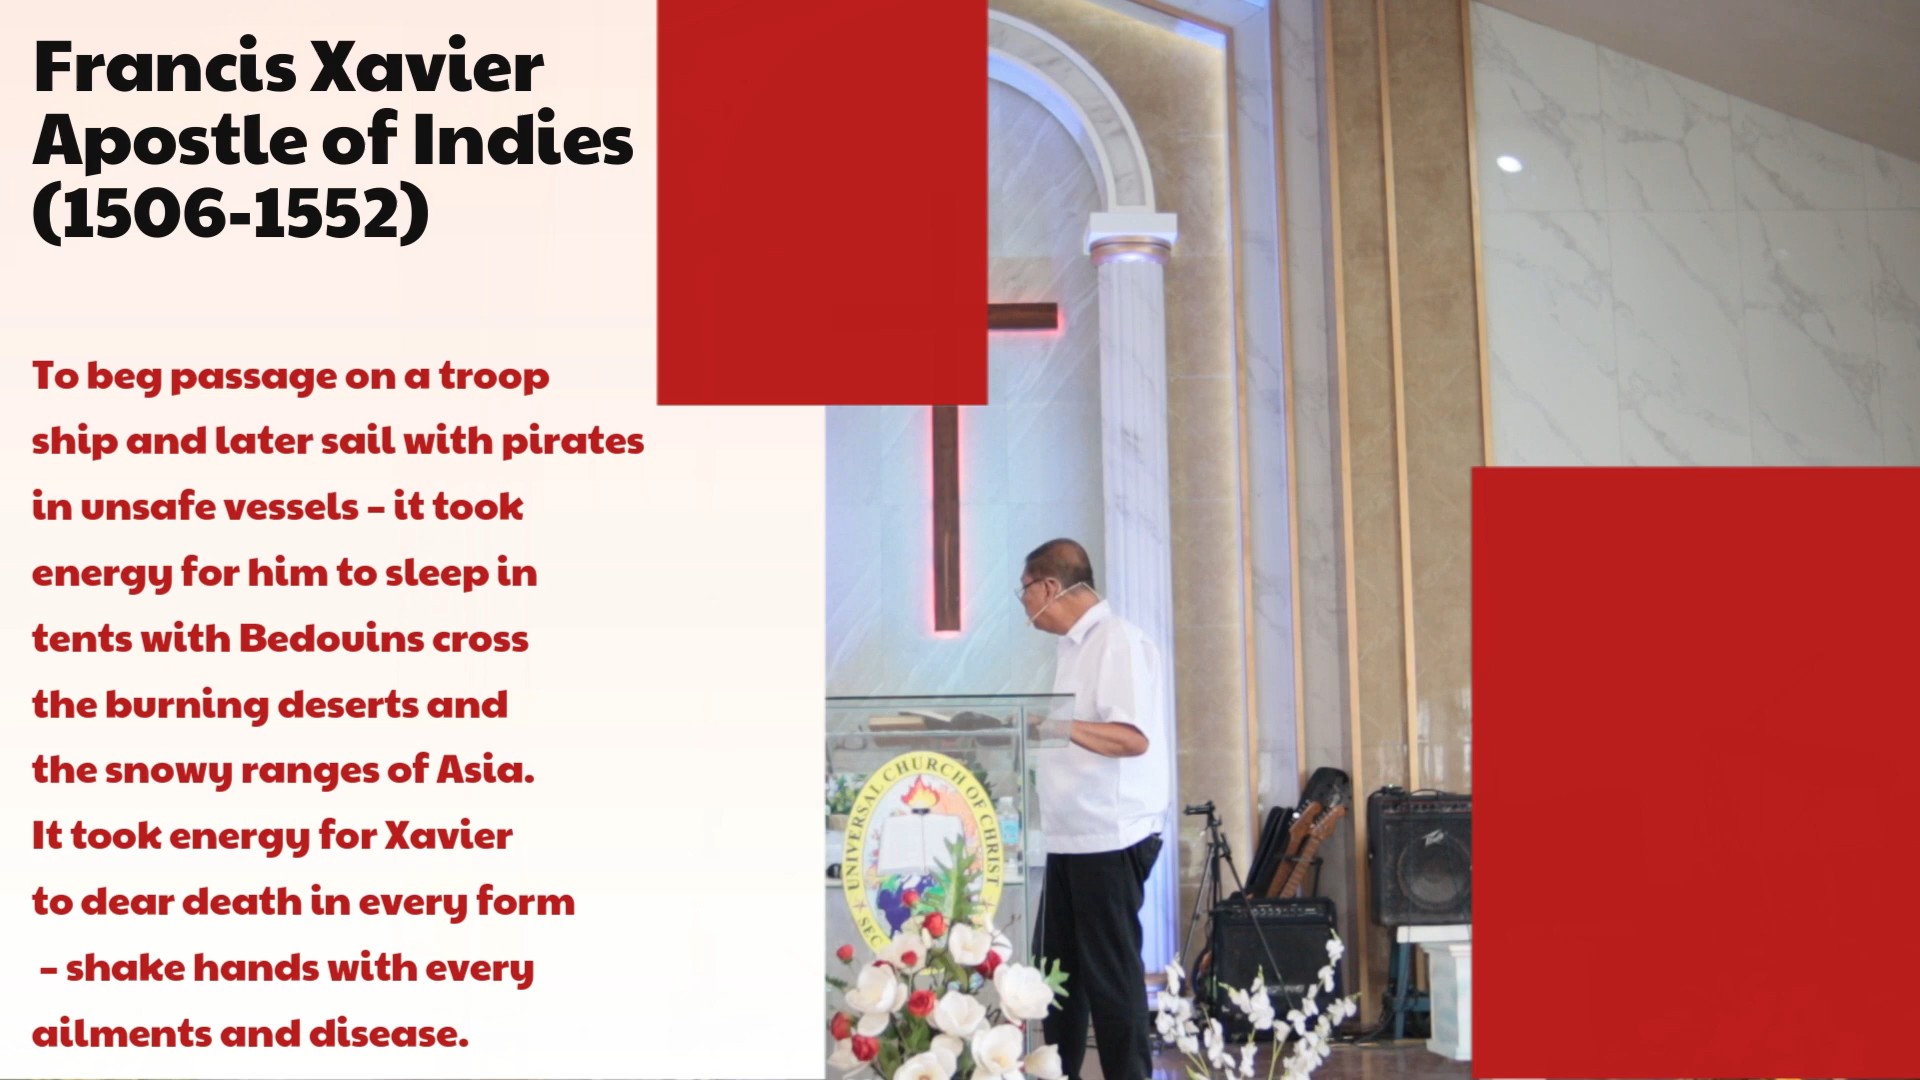 Francis Xavier
Apostle of Indies
(1506-1552)
To beg passage on a troop
ship and later sail with pirates
in unsafe vessels – it took
energy for him to sleep in
tents with Bedouins cross
the burning deserts and
the snowy ranges of Asia.
It took energy for Xavier
to dear death in every form
– shake hands with every
ailments and disease.
UNIVERSAL CHURCH OF CHRIST
SEC